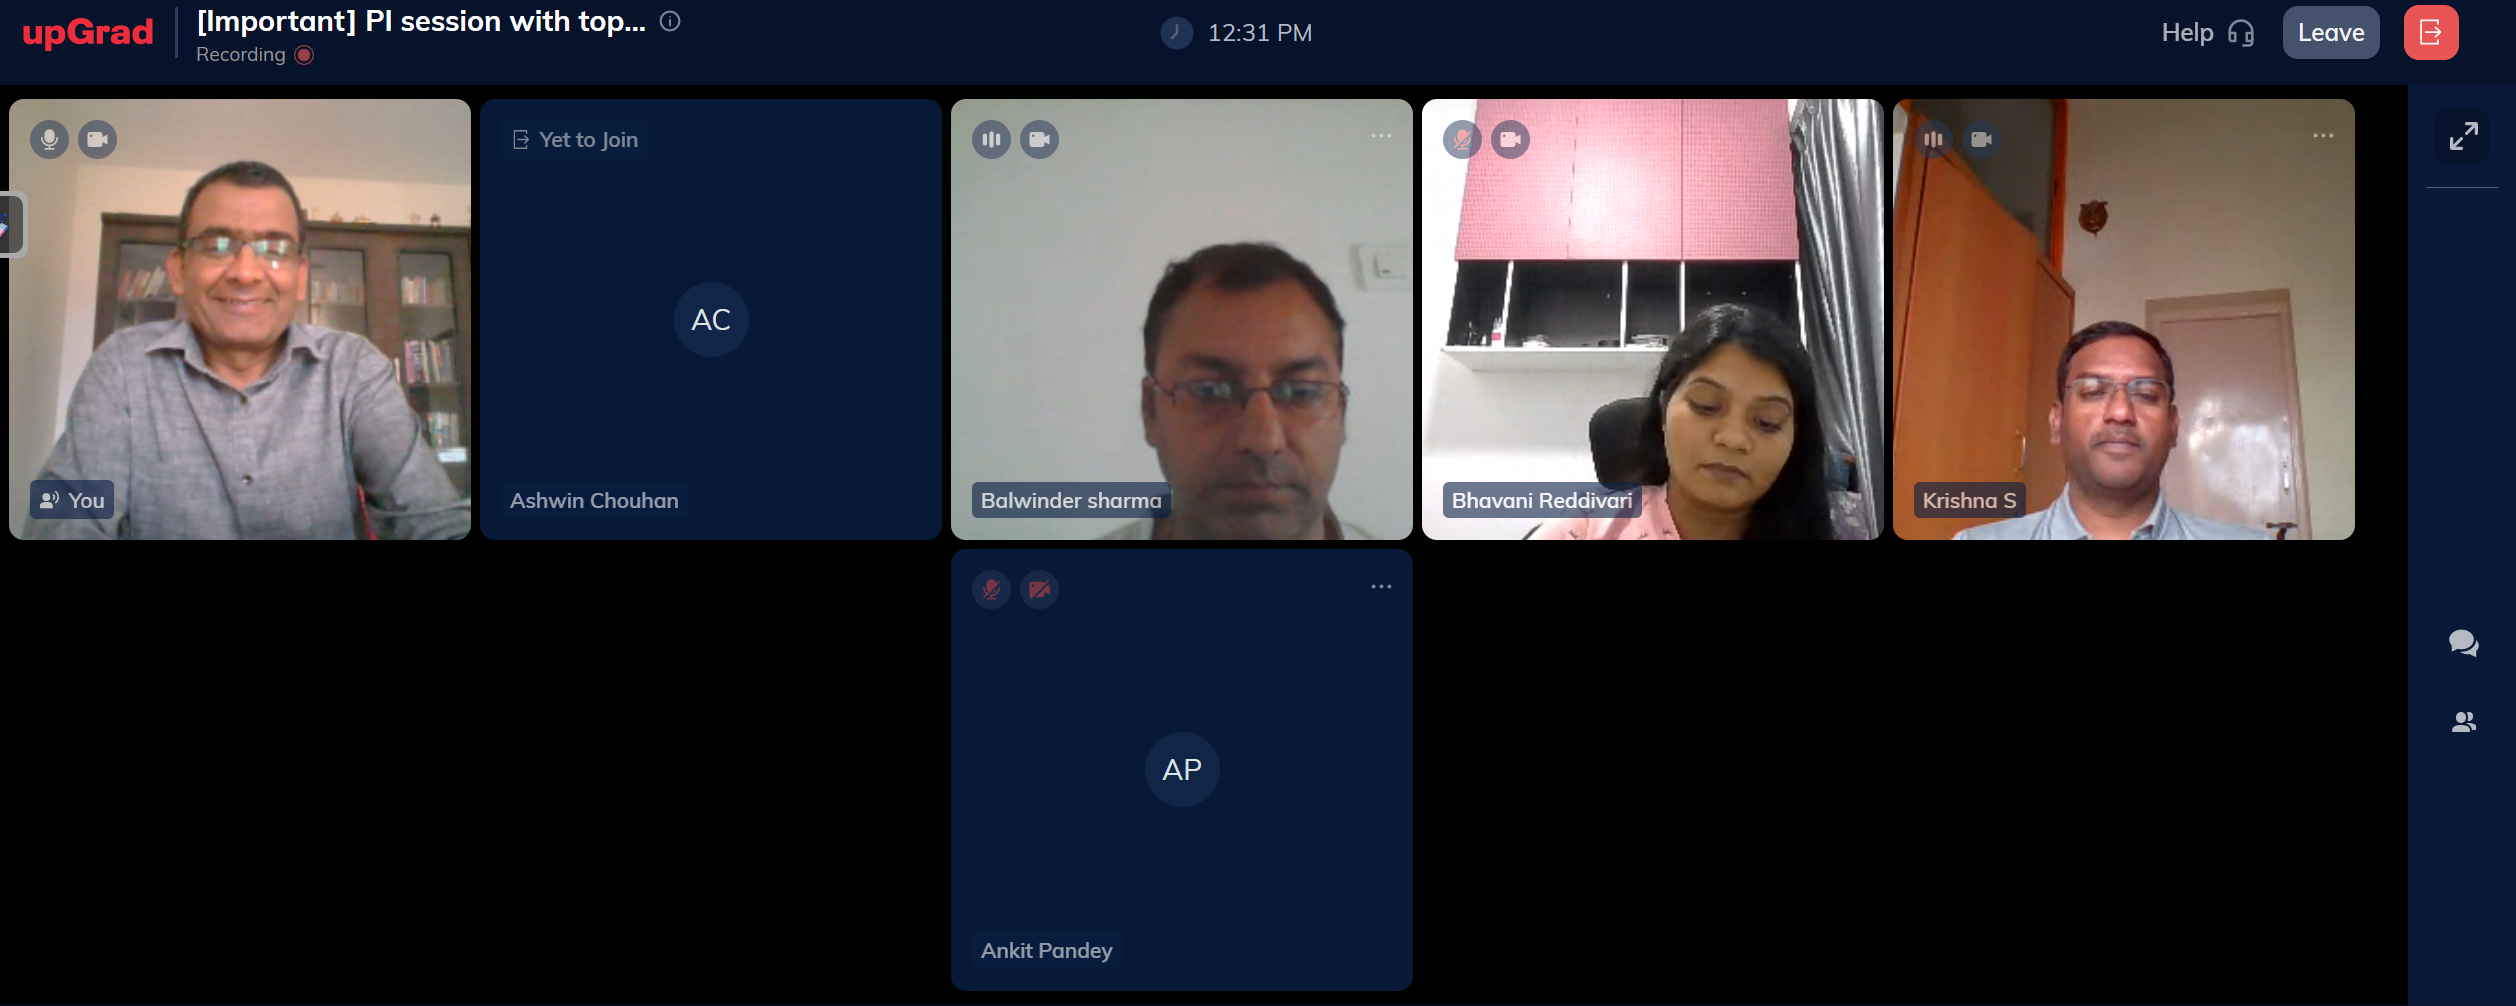 upGrad
[Important] PI session with top...
Recording
12:31 PM
Help
Leave
You
Yet to Join
AC
Ashwin Chouhan
Balwinder sharma
Bhavani Reddivari
Krishna S
AP
Ankit Pandey